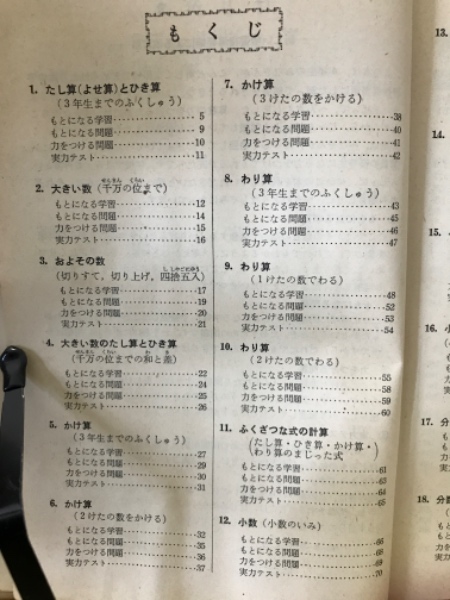 もくじ
1. たし算(よせ算)とひき算
(3年生までのふくしゅう)
もとになる学習……………5
もとになる問題……………9
力をつける問題……………10
実力テスト……………11
2. 大きい数(千万の位まで)
もとになる学習……………12
もとになる問題……………14
力をつける問題……………15
実力テスト……………16
3. およその数
(切りすて,切り上げ,四捨五入)
もとになる学習……………17
もとになる問題……………19
力をつける問題……………20
実力テスト……………21
4. 大きい数のたし算とひき算
(千万の位までの和と差)
もとになる学習……………22
もとになる問題……………24
力をつける問題……………25
実力テスト……………26
5. かけ算
(3年生までのふくしゅう)
もとになる学習……………27
もとになる問題……………29
力をつける問題……………30
実力テスト……………31
6. かけ算
(2けたの数をかける)
もとになる学習……………32
もとになる問題……………35
力をつける問題……………36
実力テスト……………37
7. かけ算
(3けたの数をかける)
もとになる学習……………38
もとになる問題……………40
力をつける問題……………41
実力テスト……………42
8. わり算
(3年生までのふくしゅう)
もとになる学習……………43
もとになる問題……………45
力をつける問題……………46
実力テスト……………47
9. わり算
(1けたの数でわる)
もとになる学習……………48
もとになる問題……………52
力をつける問題……………53
実力テスト……………54
10. わり算
(2けたの数でわる)
もとになる学習……………55
もとになる問題……………58
力をつける問題……………59
実力テスト……………60
11. ふくざつな式の計算
(たし算・ひき算・かけ算・
わり算のまじった式)
もとになる学習……………61
もとになる問題……………63
力をつける問題……………64
実力テスト……………65
12. 小数(小数のいみ)
もとになる学習……………66
もとになる問題……………68
力をつける問題……………69
実力テスト……………70
13.
14.
15.
16. 小
17. 分
18. 分数